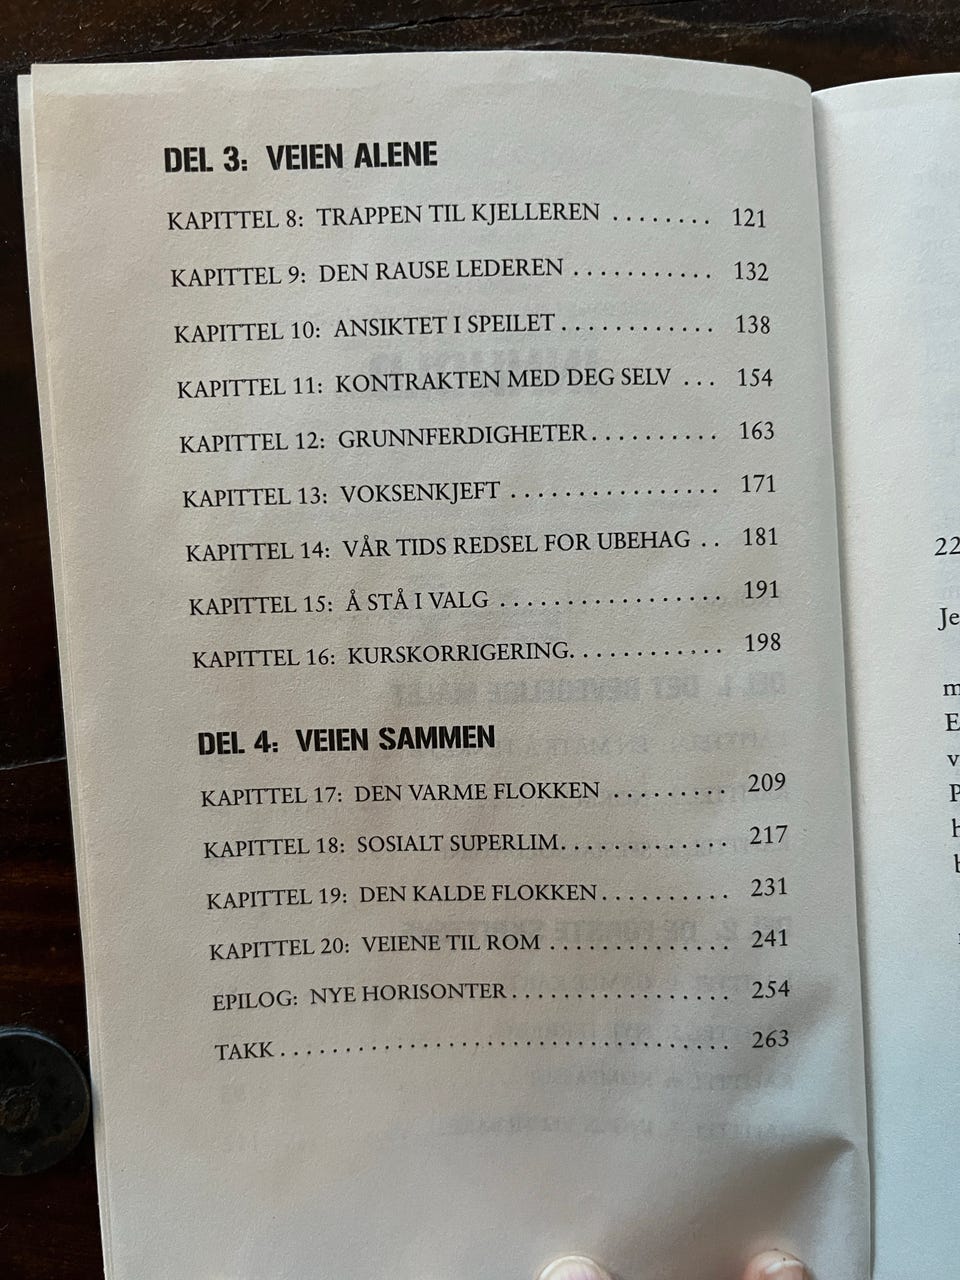 DEL 3: VEIEN ALENE
KAPITTEL 8: TRAPPEN TIL KJELLEREN ........ 121
KAPITTEL 9: DEN RAUSE LEDEREN ........... 132
KAPITTEL 10: ANSIKTET I SPEILET ............ 138
KAPITTEL 11: KONTRAKTEN MED DEG SELV ... 154
KAPITTEL 12: GRUNNFERDIGHETER.......... 163
KAPITTEL 13: VOKSENKJEFT ................ 171
KAPITTEL 14: VÅR TIDS REDSEL FOR UBEHAG .. 181
KAPITTEL 15: Å STÅ I VALG ................. 191
KAPITTEL 16: KURSKORRIGERING............ 198
DEL 4: VEIEN SAMMEN
KAPITTEL 17: DEN VARME FLOKKEN ......... 209
KAPITTEL 18: SOSIALT SUPERLIM............. 217
KAPITTEL 19: DEN KALDE FLOKKEN.......... 231
KAPITTEL 20: VEIENE TIL ROM .............. 241
EPILOG: NYE HORISONTER................. 254
TAKK................................... 263
22
Je